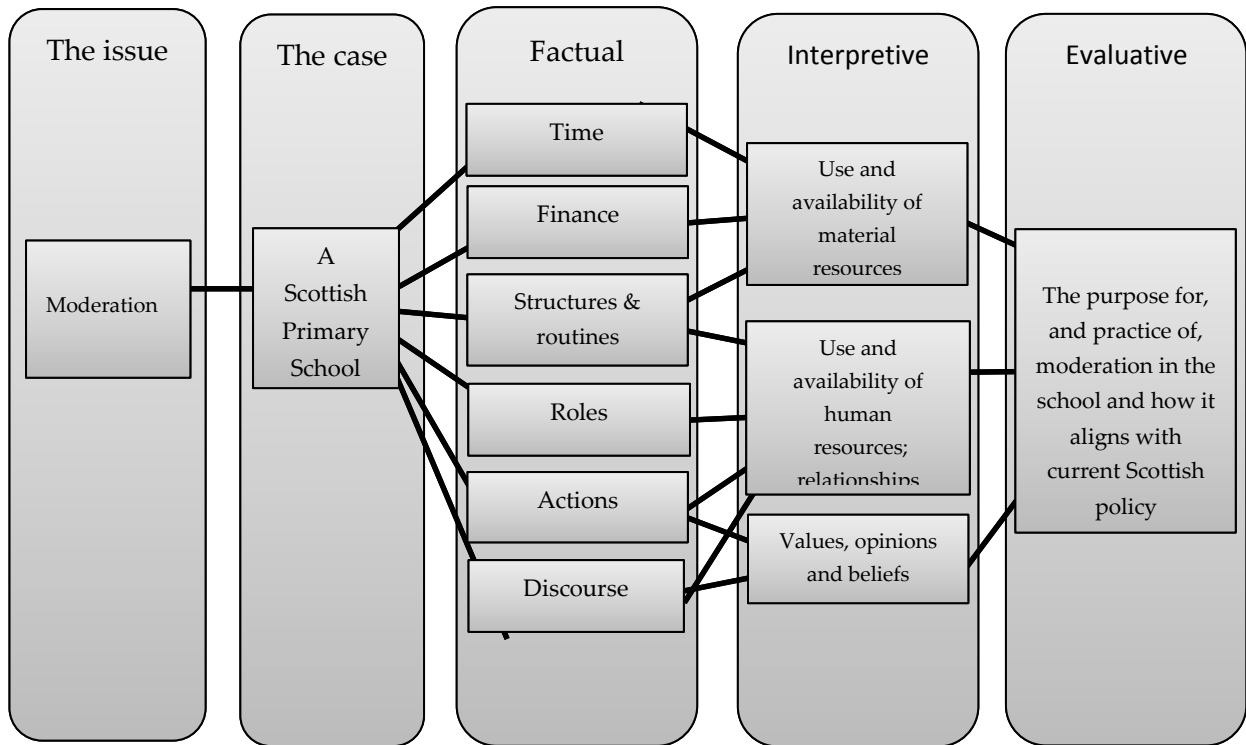 The issue
Moderation
The case
A
Scottish
Primary
School
Factual
Time
Finance
Structures &
routines
Roles
Actions
Discourse
Interpretive
Use and
availability of
material
resources
Use and
availability of
human
resources;
relationships
Values, opinions
and beliefs
Evaluative
The purpose for,
and practice of,
moderation in the
school and how it
aligns with
current Scottish
policy